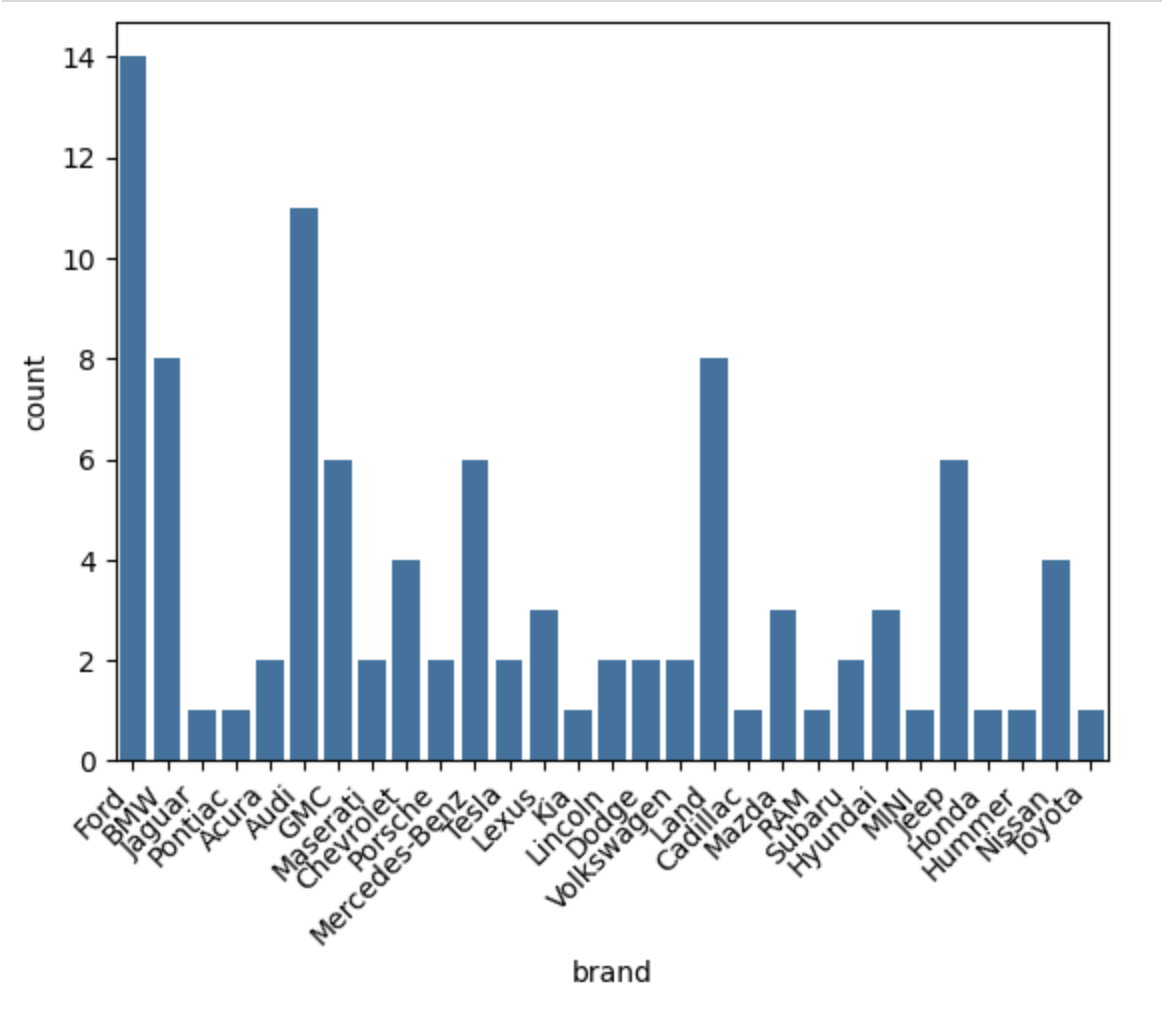 14
12
10
8
6
4
2
0
count
Ford
BMW
Jaguar
Pontiac
Acura
Audi
GMC
Maserati
Chevrolet
Porsche
Mercedes-Benz
Tesla
Lexus
Kia
Lincoln
Dodge
Volkswagen
Land
Cadillac
Mazda
RAM
Subaru
Hyundai
MINI
Jeep
Honda
Hummer
Nissan
Toyota
brand